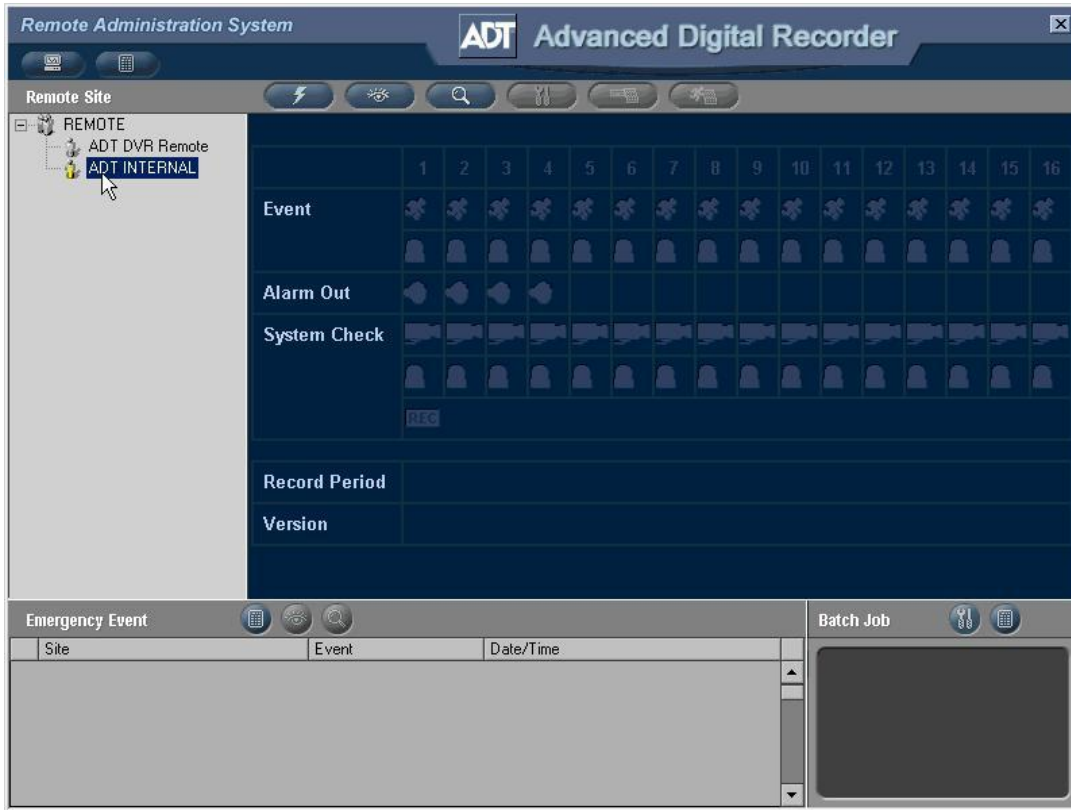 Remote Administration System
ADT Advanced Digital Recorder
Remote Site
REMOTE
ADT DVR Remote
ADT INTERNAL
1 2 3 4 5 6 7 8 9 10 11 12 13 14 15 16
Event
Alarm Out
System Check
REC
Record Period
Version
Emergency Event
Batch Job
Site Event Date/Time